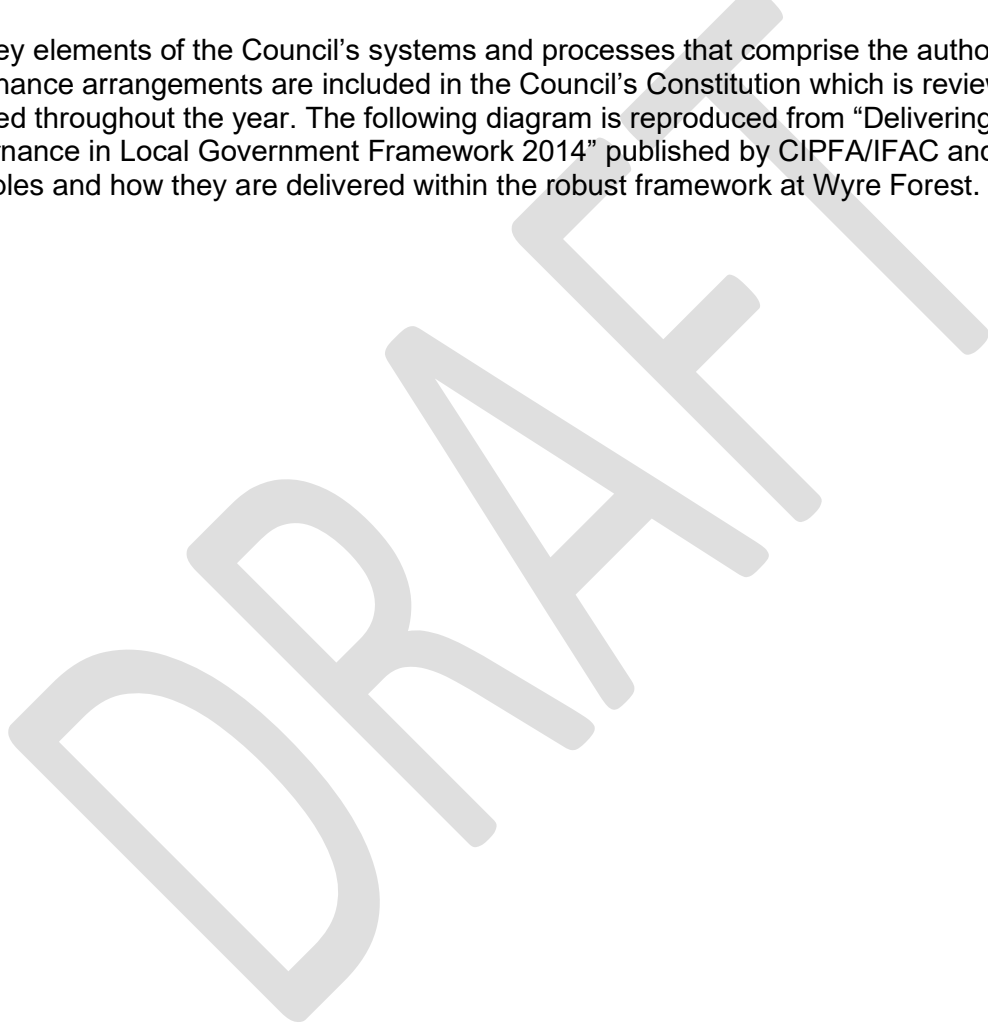 ey elements of the Council's systems and processes that comprise the autho
nance arrangements are included in the Council's Constitution which is review
ed throughout the year. The following diagram is reproduced from “Delivering
rnance in Local Government Framework 2014” published by CIPFA/IFAC and
oles and how they are delivered within the robust framework at Wyre Forest.
DRAFT